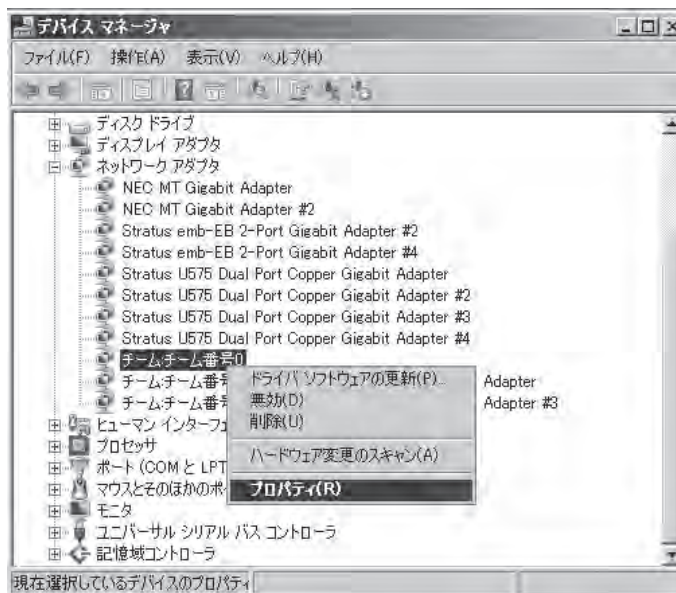 デバイス マネージャ
ファイル(F) 操作(A) 表示(V) ヘルプ(H)
ディスク ドライブ
ディスプレイ アダプタ
ネットワーク アダプタ
NEC MT Gigabit Adapter
NEC MT Gigabit Adapter #2
Stratus emb-EB 2-Port Gigabit Adapter #2
Stratus emb-EB 2-Port Gigabit Adapter #4
Stratus U575 Dual Port Copper Gigabit Adapter
Stratus U575 Dual Port Copper Gigabit Adapter #2
Stratus U575 Dual Port Copper Gigabit Adapter #3
Stratus U575 Dual Port Copper Gigabit Adapter #4
チーム:チーム番号0
チーム:チーム番号 Adapter
チーム:チーム番号 Adapter #3
ヒューマン インターフェ
プロセッサ
ポート (COM と LPT
マウスとそのほかのポ
モニタ
ユニバーサル シリアル バス コントローラ
記憶域コントローラ
ドライバ ソフトウェアの更新(P)...
無効(D)
削除(U)
ハードウェア変更のスキャン(A)
プロパティ(R)
現在選択しているデバイスのプロパティ